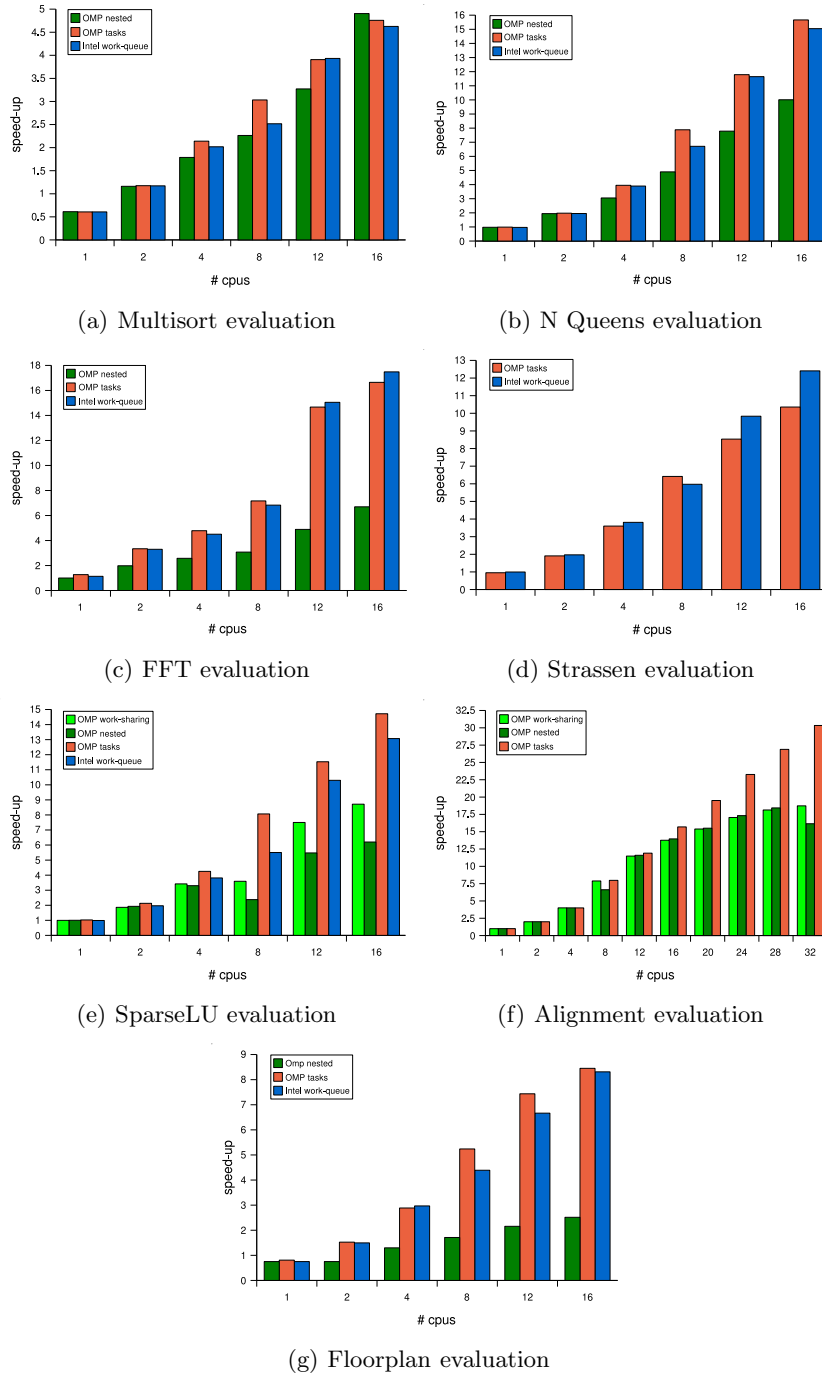 OMP nested
OMP tasks
Intel work-queue
speed-up
5
4.5
4
3.5
3
2.5
2
1.5
1
0.5
0
1 2 4 8 12 16
# cpus
(a) Multisort evaluation
OMP nested
OMP tasks
Intel work-queue
speed-up
16
15
14
13
12
11
10
9
8
7
6
5
4
3
2
1
0
1 2 4 8 12 16
# cpus
(b) N Queens evaluation
OMP nested
OMP tasks
Intel work-queue
speed-up
18
16
14
12
10
8
6
4
2
0
1 2 4 8 12 16
# cpus
(c) FFT evaluation
OMP tasks
Intel work-queue
speed-up
13
12
11
10
9
8
7
6
5
4
3
2
1
0
1 2 4 8 12 16
# cpus
(d) Strassen evaluation
OMP work-sharing
OMP nested
OMP tasks
Intel work-queue
speed-up
15
14
13
12
11
10
9
8
7
6
5
4
3
2
1
0
1 2 4 8 12 16
# cpus
(e) SparseLU evaluation
OMP work-sharing
OMP nested
OMP tasks
speed-up
32.5
30
27.5
25
22.5
20
17.5
15
12.5
10
7.5
5
2.5
0
1 2 4 8 12 16 20 24 28 32
# cpus
(f) Alignment evaluation
Omp nested
OMP tasks
Intel work-queue
speed-up
9
8
7
6
5
4
3
2
1
0
1 2 4 8 12 16
# cpus
(g) Floorplan evaluation